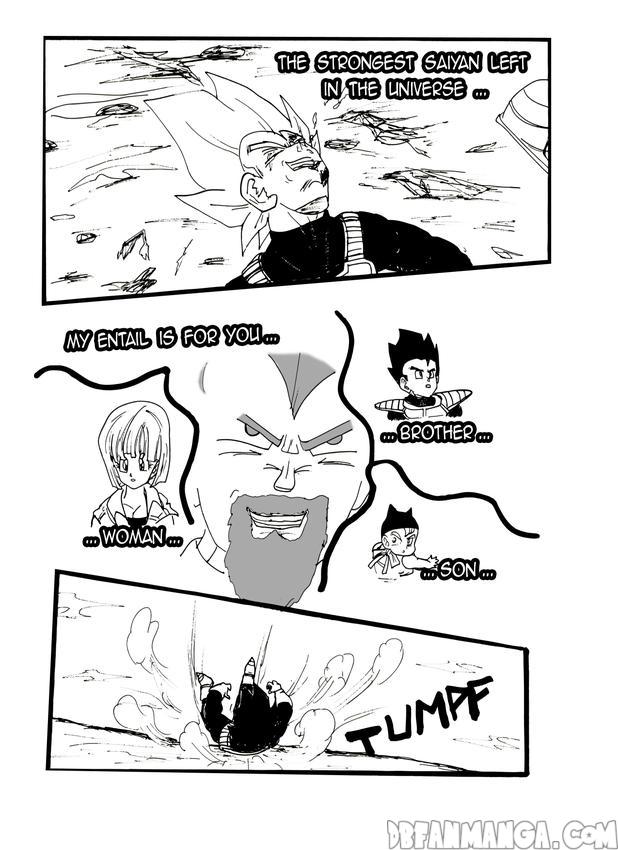 THE STRONGEST SAIYAN LEFT
IN THE UNIVERSE ...
MY ENTAIL IS FOR YOU...
... BROTHER ...
... WOMAN ...
... SON ...
TUMPF
DBFANMANGA.COM